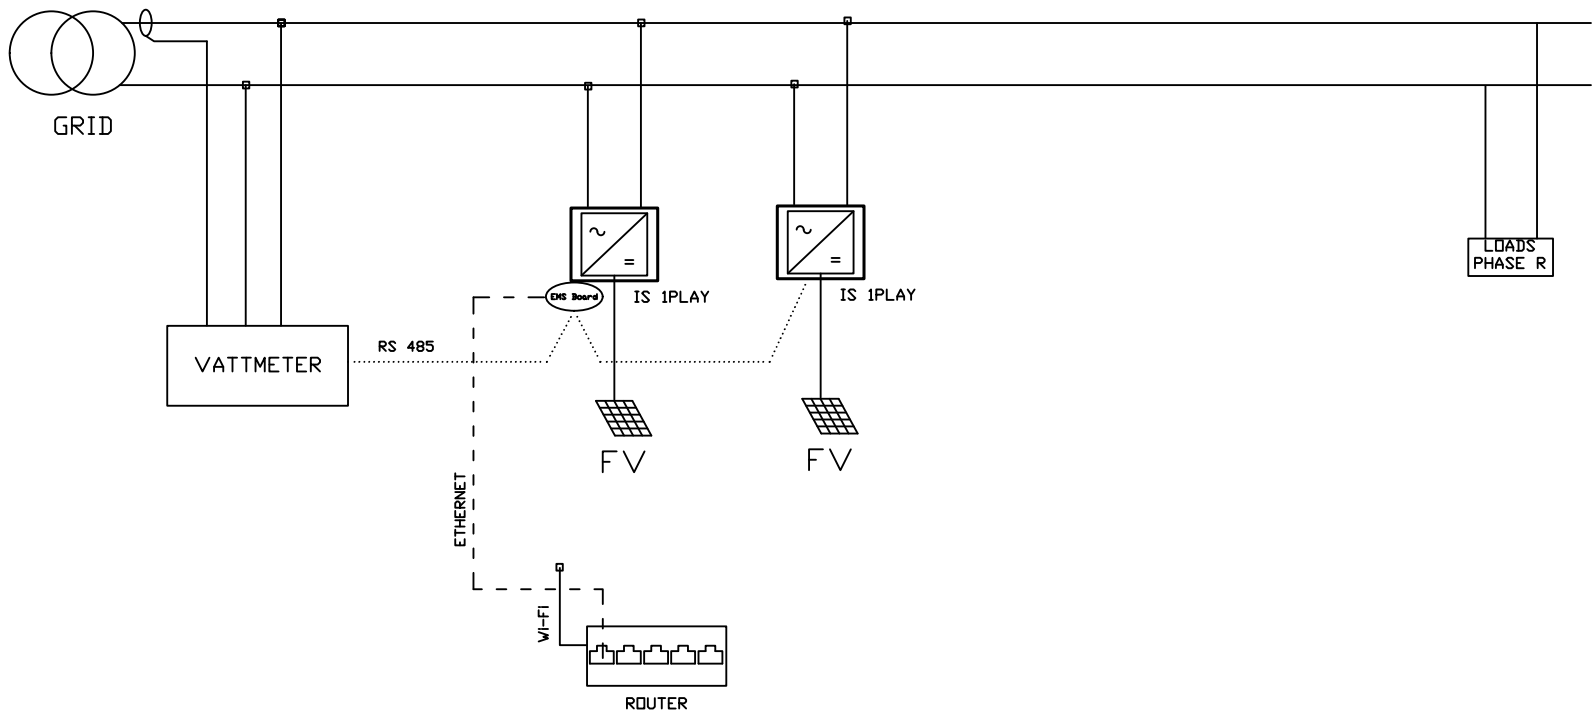 GRID
LOADS
PHASE R
EMS Board
IS 1PLAY
IS 1PLAY
RS 485
VATTMETER
FV
FV
ETHERNET
Wi-Fi
ROUTER